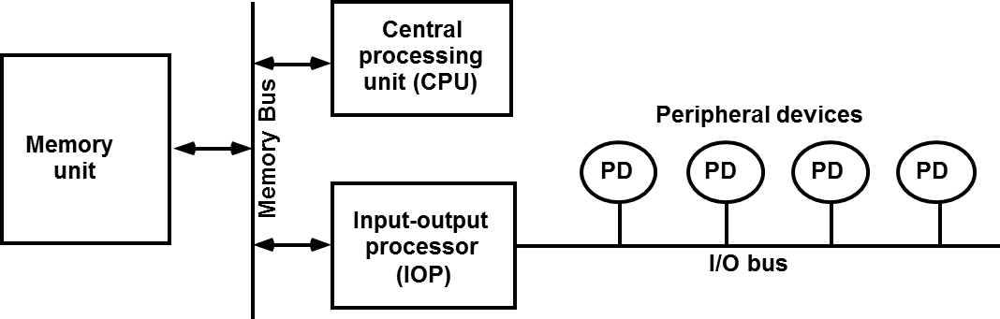 Memory
unit
Memory Bus
Central
processing
unit (CPU)
Input-output
processor
(IOP)
Peripheral devices
PD
PD
PD
PD
I/O bus